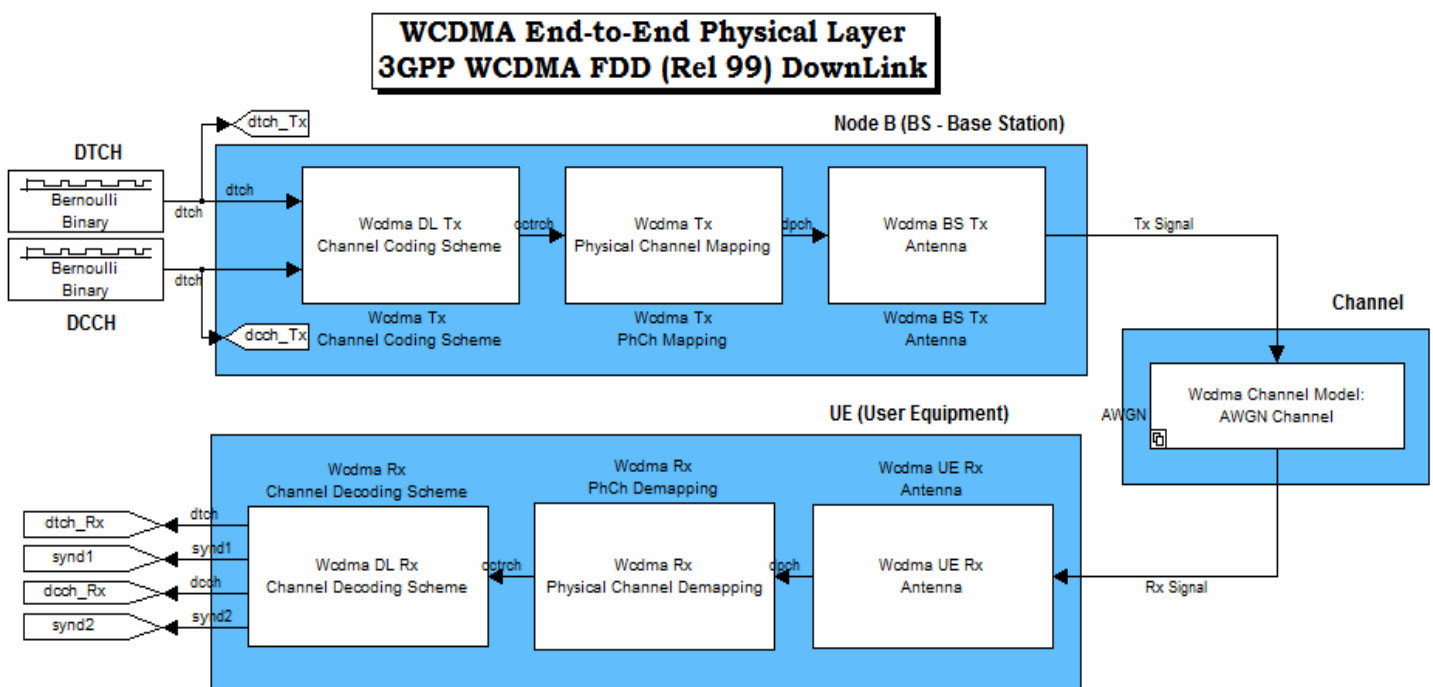 WCDMA End-to-End Physical Layer
3GPP WCDMA FDD (Rel 99) DownLink
dtch_Tx
Node B (BS - Base Station)
DTCH
Bernoulli
Binary
dtch
dtch
Bernoulli
Binary
dtch
DCCH
dcch_Tx
Wcdma DL Tx
Channel Coding Scheme
cctrch
Wcdma Tx
Physical Channel Mapping
dpch
Wcdma BS Tx
Antenna
Wcdma Tx
Channel Coding Scheme
Wcdma Tx
PhCh Mapping
Wcdma BS Tx
Antenna
Tx Signal
Channel
Wcdma Channel Model:
AWGN Channel
AWGN
UE (User Equipment)
Wcdma Rx
Channel Decoding Scheme
Wcdma Rx
PhCh Demapping
Wcdma UE Rx
Antenna
dtch_Rx
synd1
dcch_Rx
synd2
dtch
synd1
dcch
synd2
Wcdma DL Rx
Channel Decoding Scheme
cctrch
Wcdma Rx
Physical Channel Demapping
dpch
Wcdma UE Rx
Antenna
Rx Signal